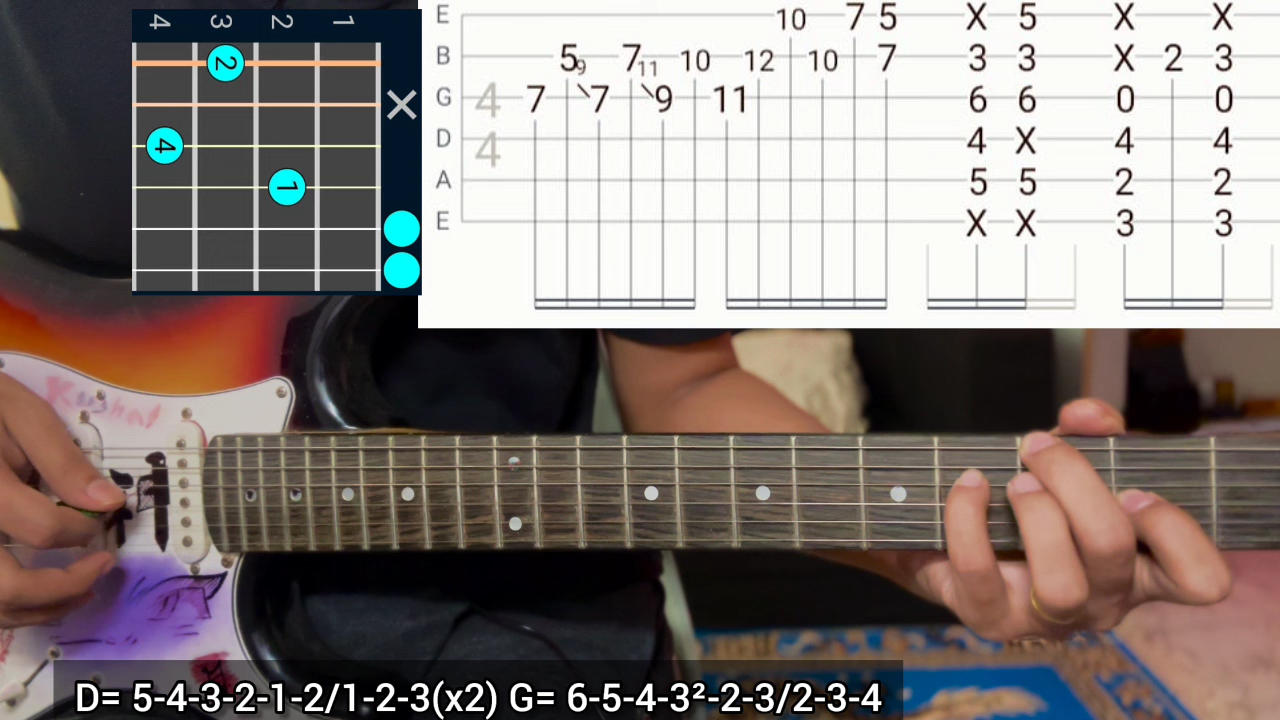 4 3 2 1
2
4
1
E 10 7 5 X 5 X X
B 5 9 7 11 10 12 10 7 3 3 X 2 3
G 4 7 7 9 11 6 6 0 0
D 4 4 X 4 4
A 5 5 2 2
E X X 3 3
Kushal
D= 5-4-3-2-1-2/1-2-3(x2) G= 6-5-4-3²-2-3/2-3-4